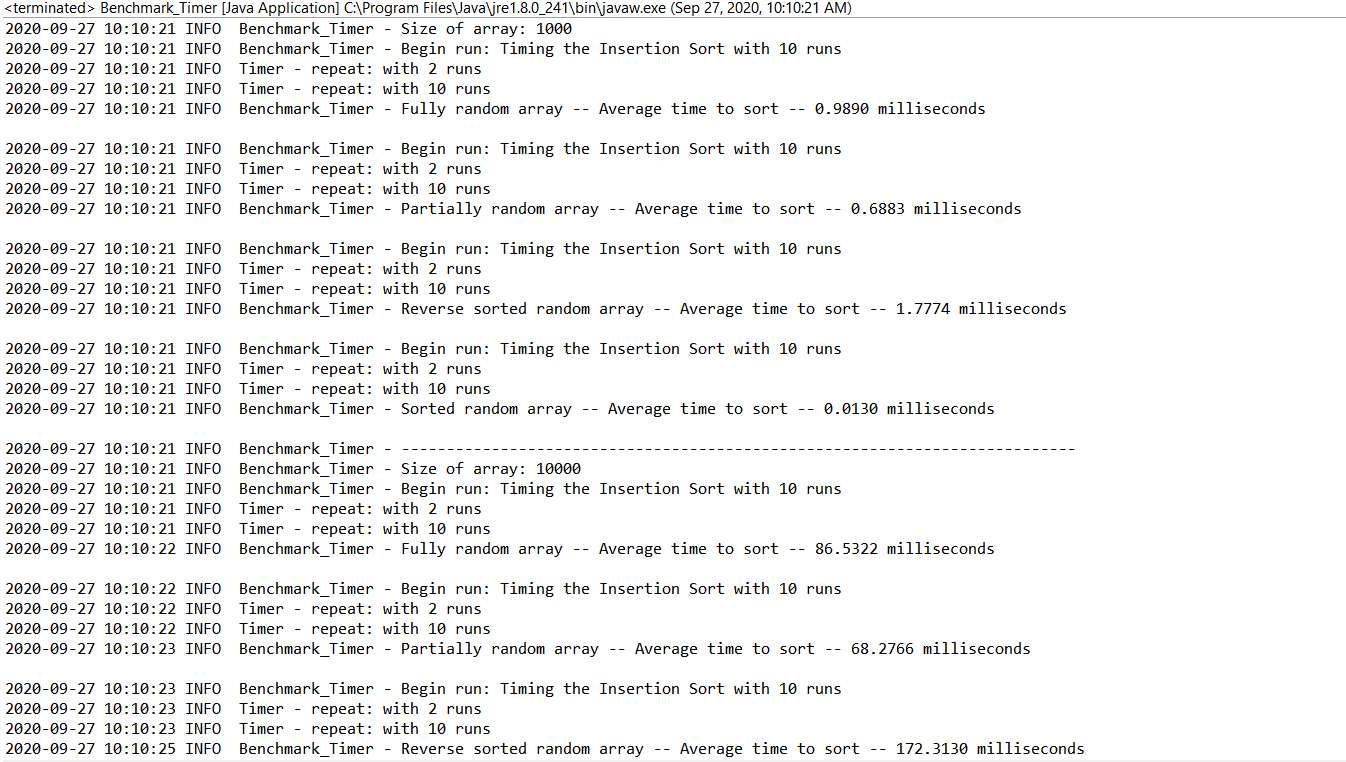 <terminated> Benchmark_Timer [Java Application] C:\Program Files\Java\jre1.8.0_241\bin\javaw.exe (Sep 27, 2020, 10:10:21 AM)
2020-09-27 10:10:21 INFO  Benchmark_Timer - Size of array: 1000
2020-09-27 10:10:21 INFO  Benchmark_Timer - Begin run: Timing the Insertion Sort with 10 runs
2020-09-27 10:10:21 INFO  Timer - repeat: with 2 runs
2020-09-27 10:10:21 INFO  Timer - repeat: with 10 runs
2020-09-27 10:10:21 INFO  Benchmark_Timer - Fully random array -- Average time to sort -- 0.9890 milliseconds

2020-09-27 10:10:21 INFO  Benchmark_Timer - Begin run: Timing the Insertion Sort with 10 runs
2020-09-27 10:10:21 INFO  Timer - repeat: with 2 runs
2020-09-27 10:10:21 INFO  Timer - repeat: with 10 runs
2020-09-27 10:10:21 INFO  Benchmark_Timer - Partially random array -- Average time to sort -- 0.6883 milliseconds

2020-09-27 10:10:21 INFO  Benchmark_Timer - Begin run: Timing the Insertion Sort with 10 runs
2020-09-27 10:10:21 INFO  Timer - repeat: with 2 runs
2020-09-27 10:10:21 INFO  Timer - repeat: with 10 runs
2020-09-27 10:10:21 INFO  Benchmark_Timer - Reverse sorted random array -- Average time to sort -- 1.7774 milliseconds

2020-09-27 10:10:21 INFO  Benchmark_Timer - Begin run: Timing the Insertion Sort with 10 runs
2020-09-27 10:10:21 INFO  Timer - repeat: with 2 runs
2020-09-27 10:10:21 INFO  Timer - repeat: with 10 runs
2020-09-27 10:10:21 INFO  Benchmark_Timer - Sorted random array -- Average time to sort -- 0.0130 milliseconds

2020-09-27 10:10:21 INFO  Benchmark_Timer - ---------------------------------------------------------------------------
2020-09-27 10:10:21 INFO  Benchmark_Timer - Size of array: 10000
2020-09-27 10:10:21 INFO  Benchmark_Timer - Begin run: Timing the Insertion Sort with 10 runs
2020-09-27 10:10:21 INFO  Timer - repeat: with 2 runs
2020-09-27 10:10:21 INFO  Timer - repeat: with 10 runs
2020-09-27 10:10:22 INFO  Benchmark_Timer - Fully random array -- Average time to sort -- 86.5322 milliseconds

2020-09-27 10:10:22 INFO  Benchmark_Timer - Begin run: Timing the Insertion Sort with 10 runs
2020-09-27 10:10:22 INFO  Timer - repeat: with 2 runs
2020-09-27 10:10:22 INFO  Timer - repeat: with 10 runs
2020-09-27 10:10:23 INFO  Benchmark_Timer - Partially random array -- Average time to sort -- 68.2766 milliseconds

2020-09-27 10:10:23 INFO  Benchmark_Timer - Begin run: Timing the Insertion Sort with 10 runs
2020-09-27 10:10:23 INFO  Timer - repeat: with 2 runs
2020-09-27 10:10:23 INFO  Timer - repeat: with 10 runs
2020-09-27 10:10:25 INFO  Benchmark_Timer - Reverse sorted random array -- Average time to sort -- 172.3130 milliseconds